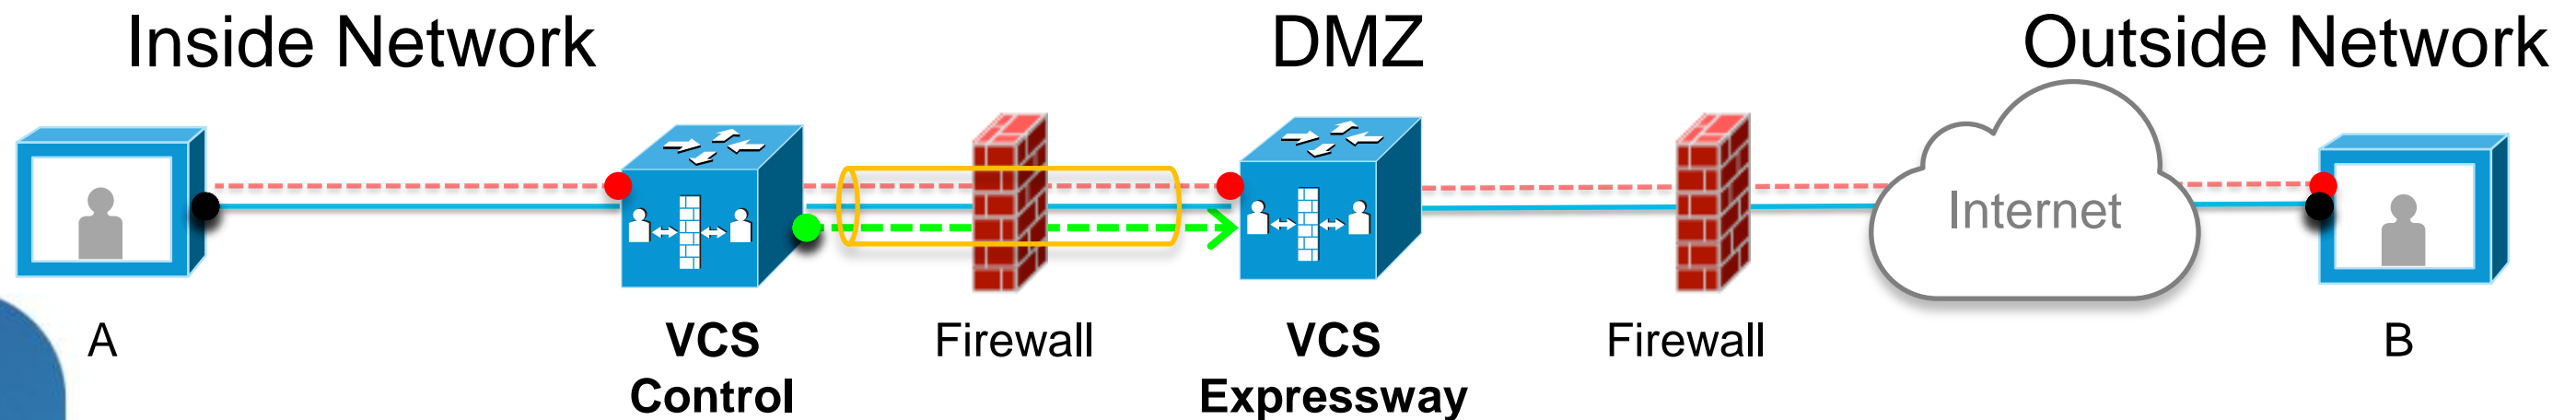 Inside Network
DMZ
Outside Network
Internet
A
VCS
Control
Firewall
VCS
Expressway
Firewall
B